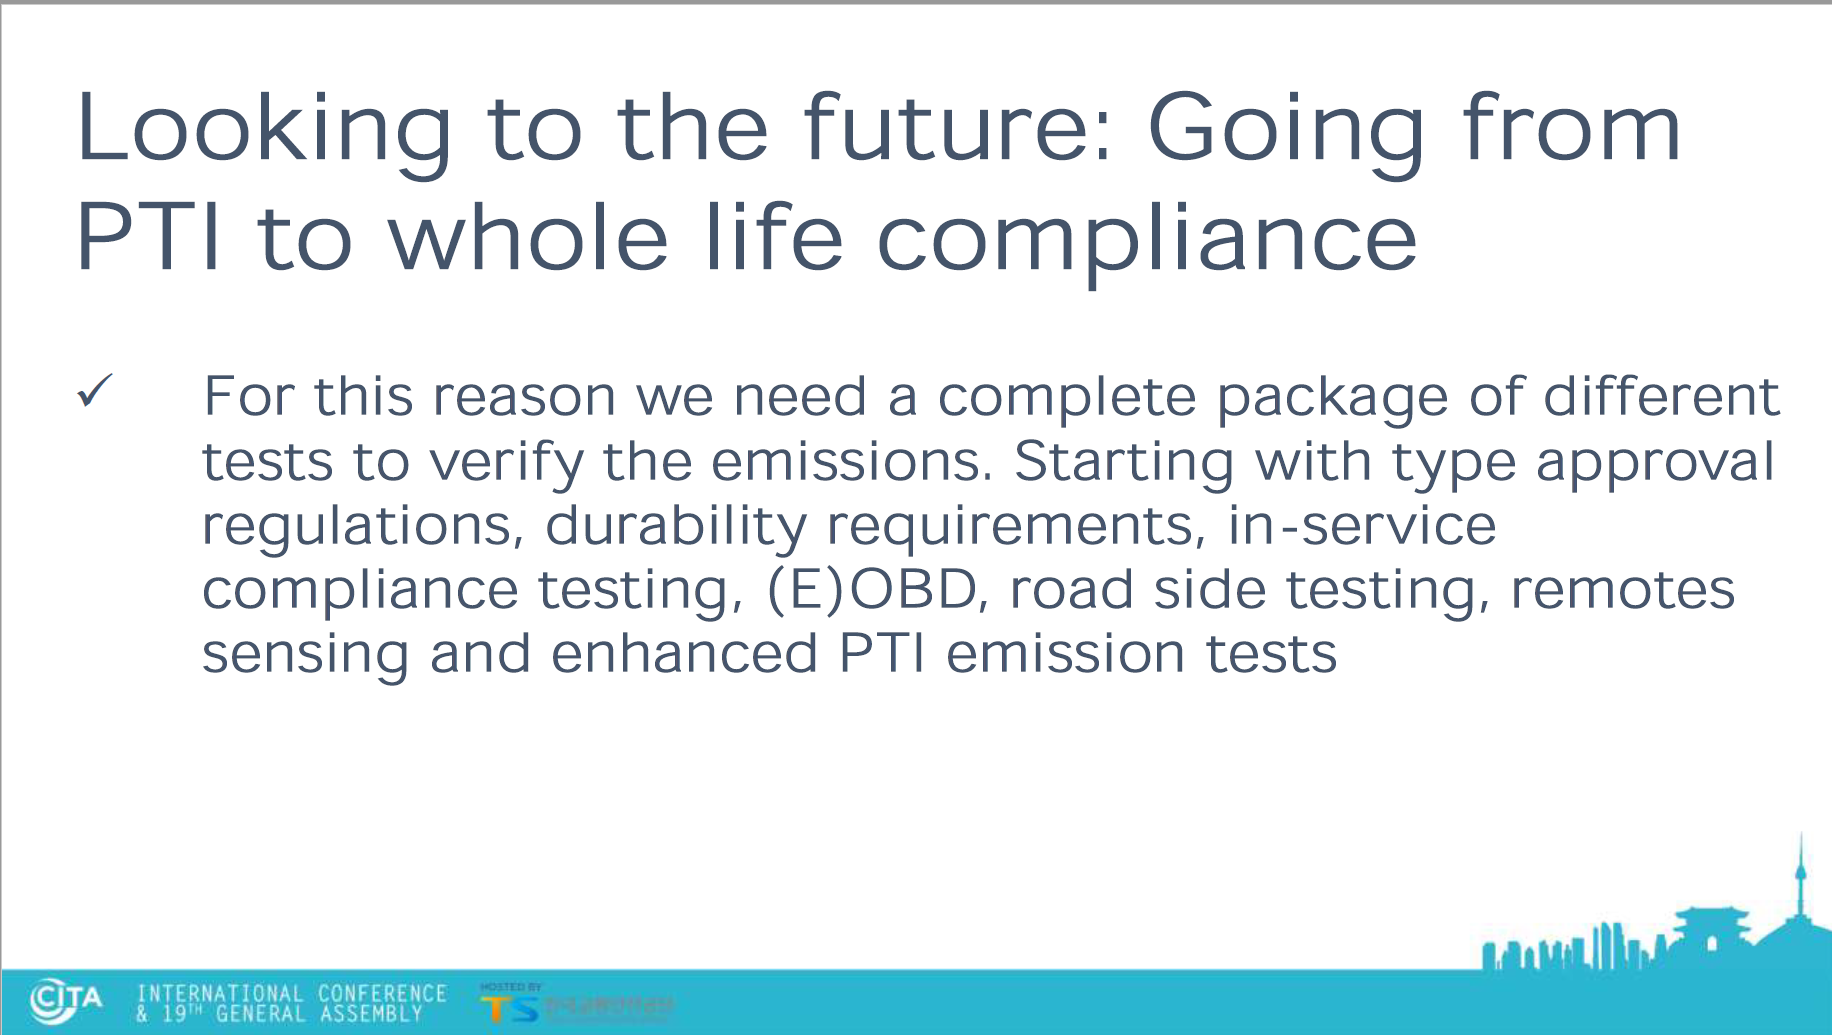 Looking to the future: Going from
PTI to whole life compliance
✓ For this reason we need a complete package of different
tests to verify the emissions. Starting with type approval
regulations, durability requirements, in-service
compliance testing, (E)OBD, road side testing, remotes
sensing and enhanced PTI emission tests
CITA
INTERNATIONAL CONFERENCE
& 19TH GENERAL ASSEMBLY
HOSTED BY
TS